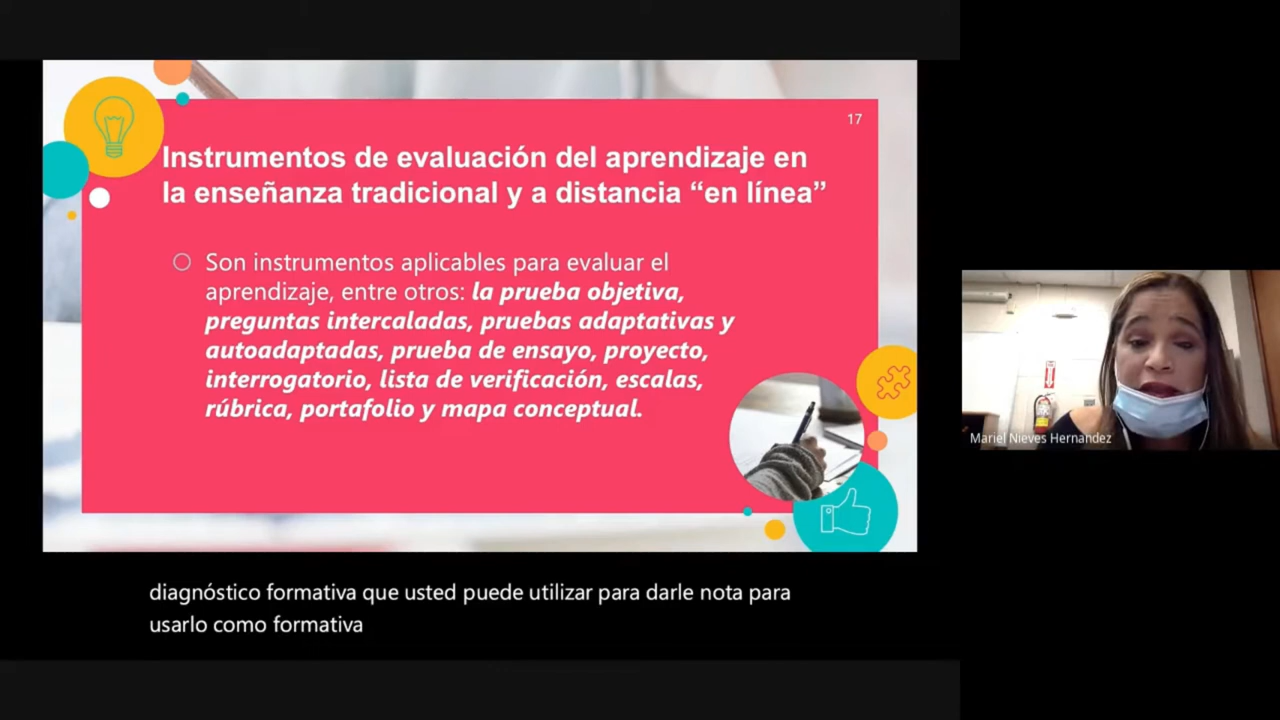 17
Instrumentos de evaluación del aprendizaje en
la enseñanza tradicional y a distancia “en línea”
Son instrumentos aplicables para evaluar el
aprendizaje, entre otros: la prueba objetiva,
preguntas intercaladas, pruebas adaptativas y
autoadaptadas, prueba de ensayo, proyecto,
interrogatorio, lista de verificación, escalas,
rúbrica, portafolio y mapa conceptual.
Mariel Nieves Hernandez
diagnóstico formativa que usted puede utilizar para darle nota para
usarlo como formativa